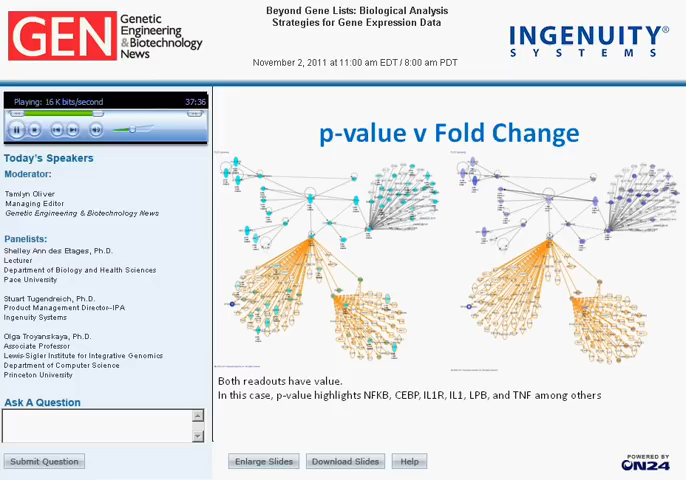 GEN Genetic
Engineering
& Biotechnology
News
Beyond Gene Lists: Biological Analysis
Strategies for Gene Expression Data
November 2, 2011 at 11:00 am EDT / 8:00 am PDT
INGENUITY®
SYSTEMS
Playing: 16 K bits/second 37:36
Today's Speakers
Moderator:
Tamlyn Oliver
Managing Editor
Genetic Engineering & Biotechnology News
Panelists:
Shelley Ann des Etages, Ph.D.
Lecturer
Department of Biology and Health Sciences
Pace University
Stuart Tugendreich, Ph.D.
Product Management Director–IPA
Ingenuity Systems
Olga Troyanskaya, Ph.D.
Associate Professor
Lewis-Sigler Institute for Integrative Genomics
Department of Computer Science
Princeton University
Ask A Question
Submit Question
p-value v Fold Change
Both readouts have value.
In this case, p-value highlights NFKB, CEBP, IL1R, IL1, LPB, and TNF among others
Enlarge Slides
Download Slides
Help
POWERED BY
ON24